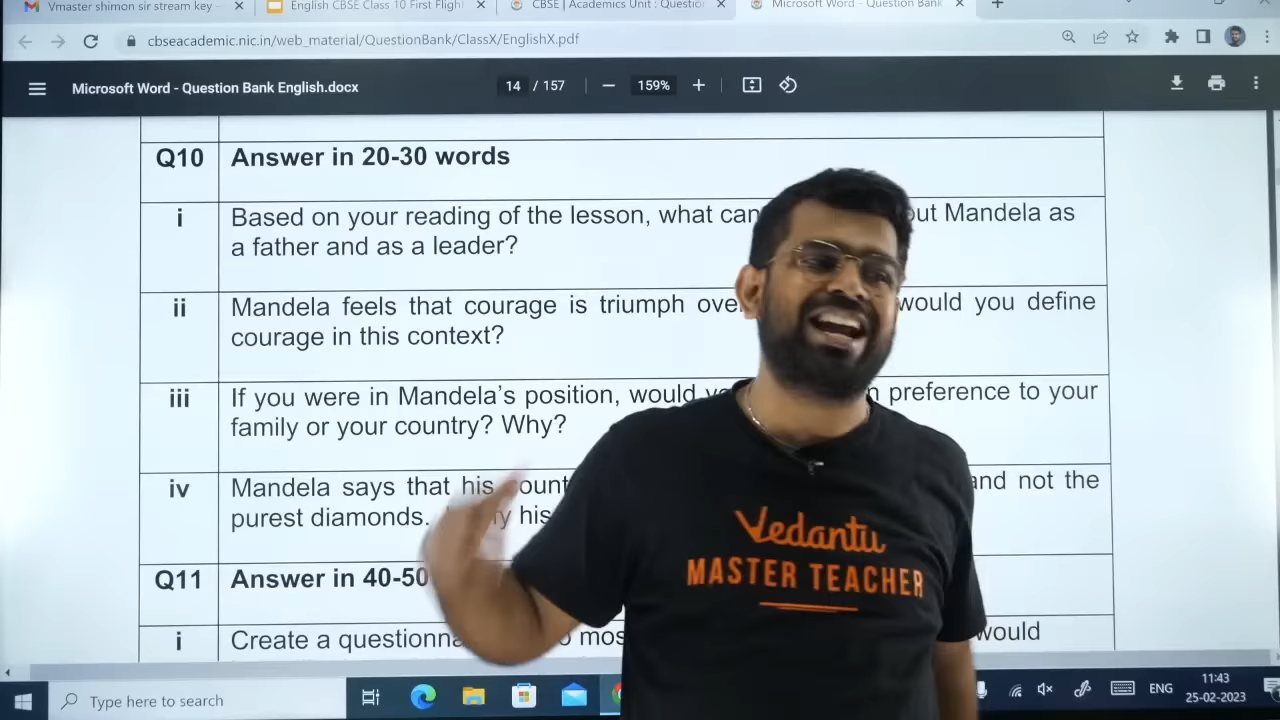 Vmaster shimon sir stream key -
English CBSE Class 10 First Fligh
CBSE | Academics Unit : Questio
Microsoft Word - Question Bank
cbseacademic.nic.in/web_material/QuestionBank/ClassX/EnglishX.pdf
Microsoft Word - Question Bank English.docx
14 / 157
159%
Q10 Answer in 20-30 words
i Based on your reading of the lesson, what can out Mandela as
a father and as a leader?
ii Mandela feels that courage is triumph ove would you define
courage in this context?
iii If you were in Mandela's position, would preference to your
family or your country? Why?
iv Mandela says that his and not the
purest diamonds. his
Q11 Answer in 40-50
i Create a questionna mos would
Vedantu
MASTER TEACHER
Type here to search
ENG
11:43
25-02-2023